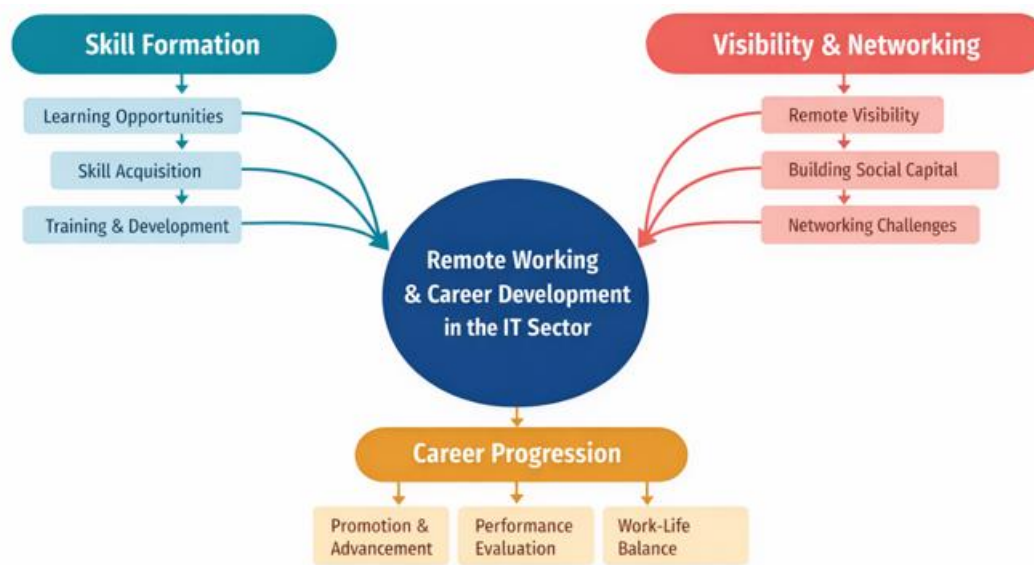 Skill Formation
Learning Opportunities
Skill Acquisition
Training & Development
Visibility & Networking
Remote Visibility
Building Social Capital
Networking Challenges
Remote Working
& Career Development
in the IT Sector
Career Progression
Promotion &
Advancement
Performance
Evaluation
Work-Life
Balance